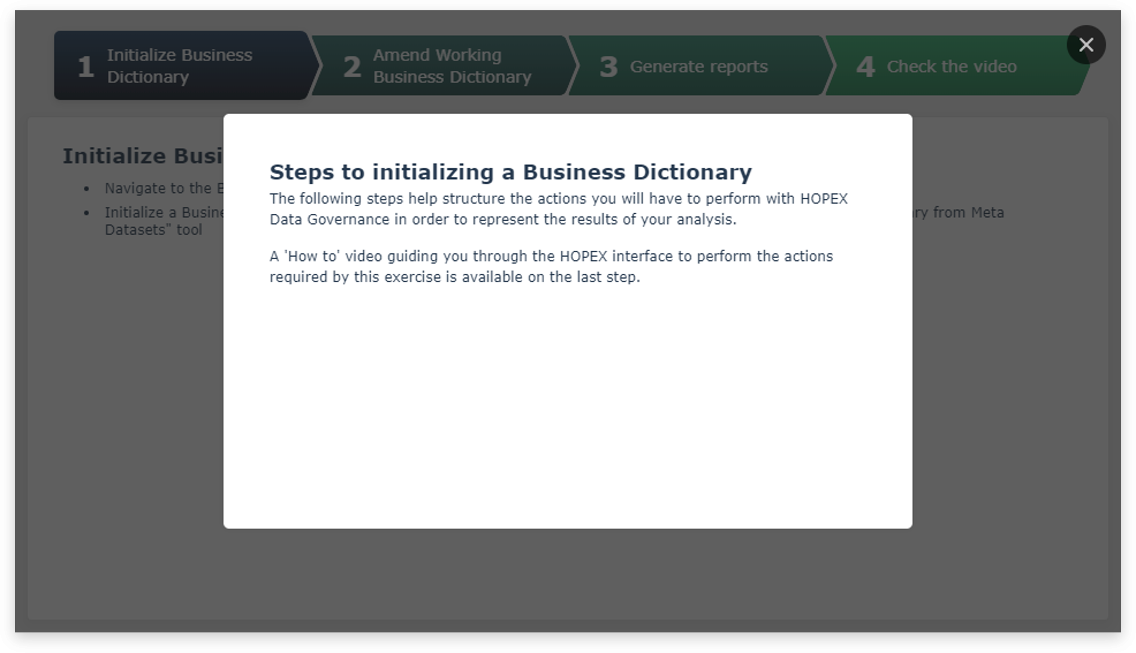 1 Initialize Business
Dictionary
2 Amend Working
Business Dictionary
3 Generate reports
4 Check the video
Initialize Busi
• Navigate to the
• Initialize a Busine
ry from Meta
Datasets" tool
Steps to initializing a Business Dictionary
The following steps help structure the actions you will have to perform with HOPEX
Data Governance in order to represent the results of your analysis.
A 'How to' video guiding you through the HOPEX interface to perform the actions
required by this exercise is available on the last step.